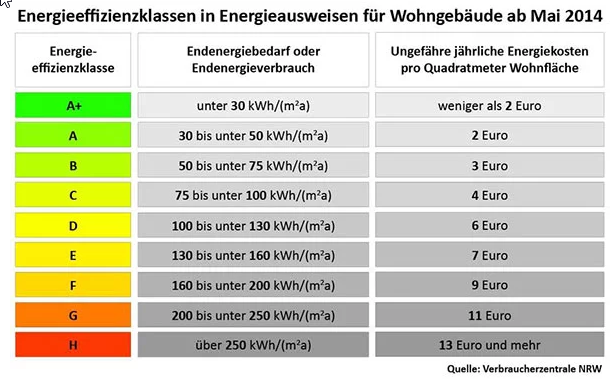 Energieeffizienzklassen in Energieausweisen für Wohngebäude ab Mai 2014
Energie-
effizienzklasse
Endenergiebedarf oder
Endenergieverbrauch
Ungefähre jährliche Energiekosten
pro Quadratmeter Wohnfläche
A+ unter 30 kWh/(m²a) weniger als 2 Euro
A 30 bis unter 50 kWh/(m²a) 2 Euro
B 50 bis unter 75 kWh/(m²a) 3 Euro
C 75 bis unter 100 kWh/(m²a) 4 Euro
D 100 bis unter 130 kWh/(m²a) 6 Euro
E 130 bis unter 160 kWh/(m²a) 7 Euro
F 160 bis unter 200 kWh/(m²a) 9 Euro
G 200 bis unter 250 kWh/(m²a) 11 Euro
H über 250 kWh/(m²a) 13 Euro und mehr
Quelle: Verbraucherzentrale NRW